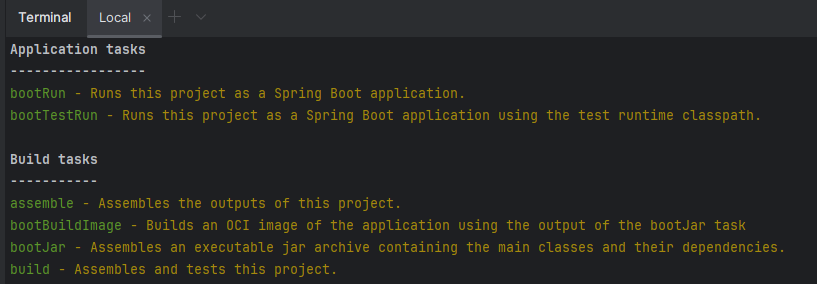 Terminal Local
Application tasks
-----------------
bootRun - Runs this project as a Spring Boot application.
bootTestRun - Runs this project as a Spring Boot application using the test runtime classpath.
Build tasks
-----------
assemble - Assembles the outputs of this project.
bootBuildImage - Builds an OCI image of the application using the output of the bootJar task
bootJar - Assembles an executable jar archive containing the main classes and their dependencies.
build - Assembles and tests this project.